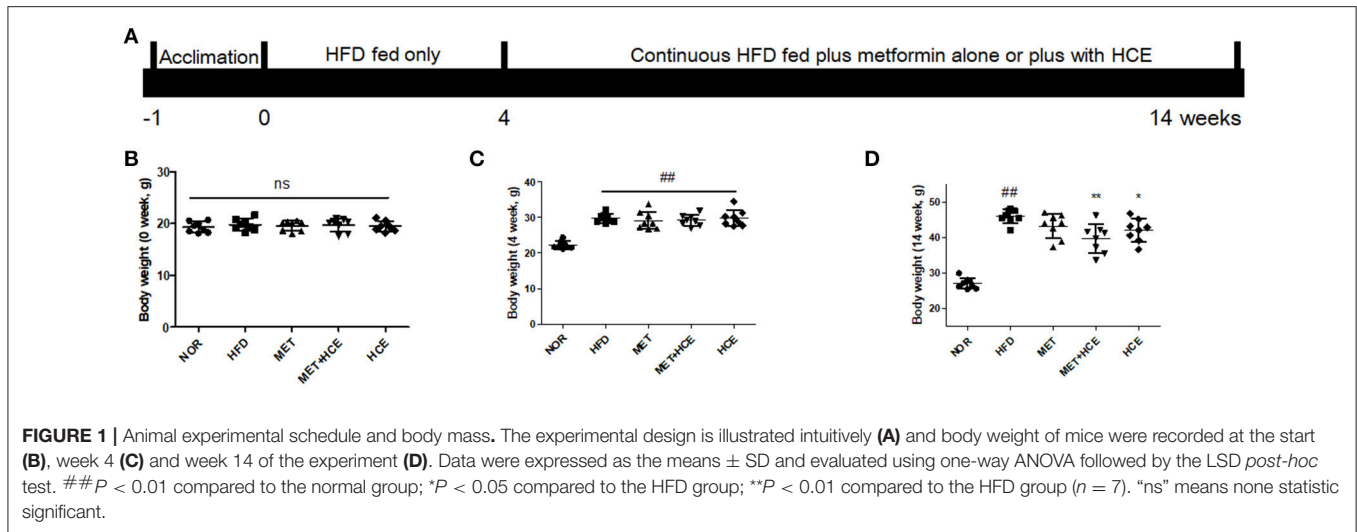 A
Acclimation HFD fed only Continuous HFD fed plus metformin alone or plus with HCE
-1 0 4 14 weeks
B
Body weight (0 week, g)
30
20
10
0
ns
NOR HFD MET MET+HCE HCE
C
Body weight (4 week, g)
40
30
20
10
0
##
NOR HFD MET MET+HCE HCE
D
Body weight (14 week, g)
50
40
30
20
## ** *
NOR HFD MET MET+HCE HCE
FIGURE 1 | Animal experimental schedule and body mass. The experimental design is illustrated intuitively (A) and body weight of mice were recorded at the start
(B), week 4 (C) and week 14 of the experiment (D). Data were expressed as the means ± SD and evaluated using one-way ANOVA followed by the LSD post-hoc
test. ##P < 0.01 compared to the normal group; *P < 0.05 compared to the HFD group; **P < 0.01 compared to the HFD group (n = 7). “ns” means none statistic
significant.